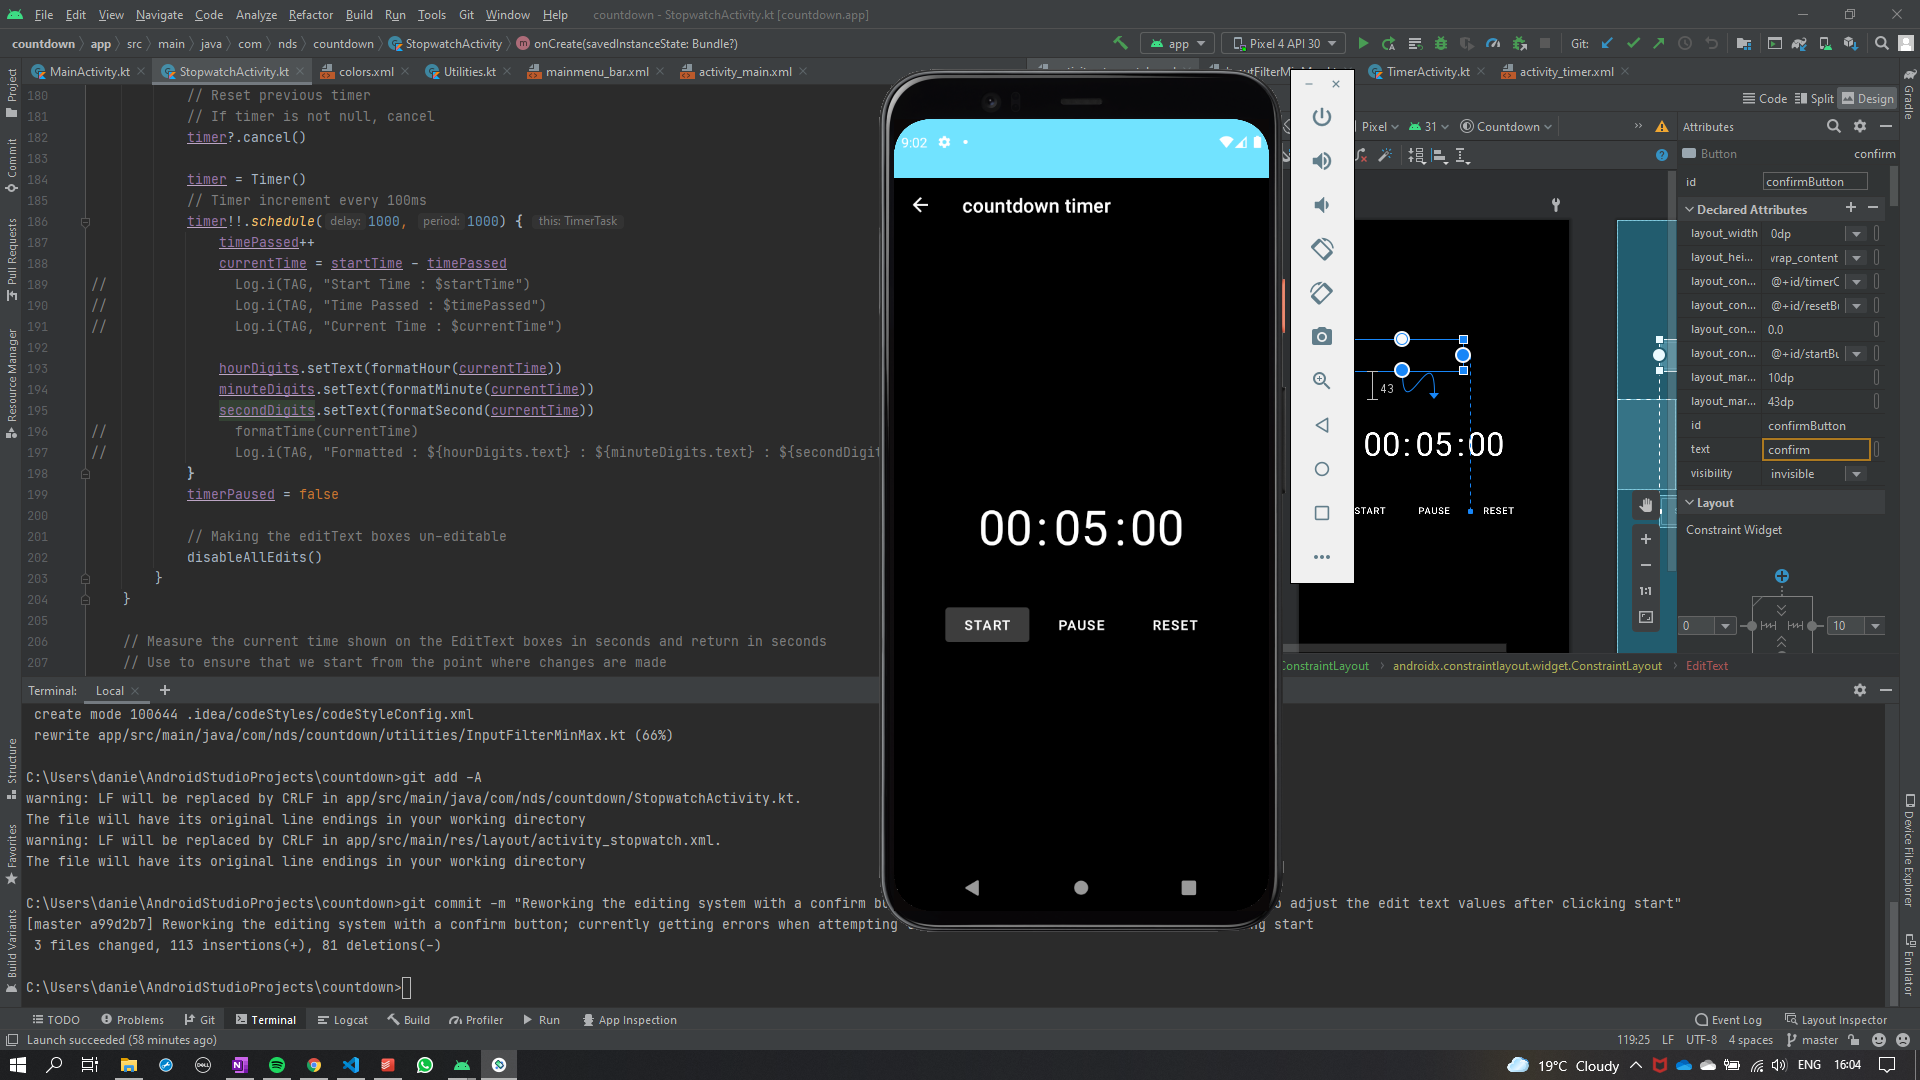 File Edit View Navigate Code Analyze Refactor Build Run Tools Git Window Help countdown - StopwatchActivity.kt [countdown.app]
countdown app src main java com nds countdown StopwatchActivity onCreate(savedInstanceState: Bundle?) app Pixel 4 API 30 Git:
MainActivity.kt StopwatchActivity.kt colors.xml Utilities.kt mainmenu_bar.xml activity_main.xml TimerActivity.kt activity_timer.xml
Code Split Design
Pixel 31 Countdown Attributes
180 // Reset previous timer
181 // If timer is not null, cancel
182 timer?.cancel()
183
184 timer = Timer()
185 // Timer increment every 100ms
186 timer!!.schedule( delay: 1000, period: 1000) { this: TimerTask
187 timePassed++
188 currentTime = startTime - timePassed
189 // Log.i(TAG, "Start Time : $startTime")
190 // Log.i(TAG, "Time Passed : $timePassed")
191 // Log.i(TAG, "Current Time : $currentTime")
192
193 hourDigits.setText(formatHour(currentTime))
194 minuteDigits.setText(formatMinute(currentTime))
195 secondDigits.setText(formatSecond(currentTime))
196 // formatTime(currentTime)
197 // Log.i(TAG, "Formatted : ${hourDigits.text} : ${minuteDigits.text} : ${secondDigit
198 }
199 timerPaused = false
200
201 // Making the editText boxes un-editable
202 disableAllEdits()
203 }
204 }
205
206 // Measure the current time shown on the EditText boxes in seconds and return in seconds
207 // Use to ensure that we start from the point where changes are made
9:02
countdown timer
00:05:00
START PAUSE RESET
43
00:05:00
START PAUSE RESET
Button confirm
id confirmButton
Declared Attributes
layout_width 0dp
layout_hei... vrap_content
layout_con... @+id/timerC
layout_con... @+id/resetBu
layout_con... 0.0
layout_con... @+id/startBu
layout_mar... 10dp
layout_mar... 43dp
id confirmButton
text confirm
visibility invisible
Layout
Constraint Widget
1:1
0 10
ConstraintLayout androidx.constraintlayout.widget.ConstraintLayout EditText
Project
Commit
Pull Requests
Resource Manager
Structure
Favorites
Build Variants
Gradle
Device File Explorer
Emulator
Terminal: Local
create mode 100644 .idea/codeStyles/codeStyleConfig.xml
rewrite app/src/main/java/com/nds/countdown/utilities/InputFilterMinMax.kt (66%)
C:\Users\danie\AndroidStudioProjects\countdown>git add -A
warning: LF will be replaced by CRLF in app/src/main/java/com/nds/countdown/StopwatchActivity.kt.
The file will have its original line endings in your working directory
warning: LF will be replaced by CRLF in app/src/main/res/layout/activity_stopwatch.xml.
The file will have its original line endings in your working directory
C:\Users\danie\AndroidStudioProjects\countdown>git commit -m "Reworking the editing system with a confirm bu o adjust the edit text values after clicking start"
[master a99d2b7] Reworking the editing system with a confirm button; currently getting errors when attempting ng start
3 files changed, 113 insertions(+), 81 deletions(-)
C:\Users\danie\AndroidStudioProjects\countdown>
TODO Problems Git Terminal Logcat Build Profiler Run App Inspection Event Log Layout Inspector
Launch succeeded (58 minutes ago) 119:25 LF UTF-8 4 spaces master
19°C Cloudy ENG 16:04